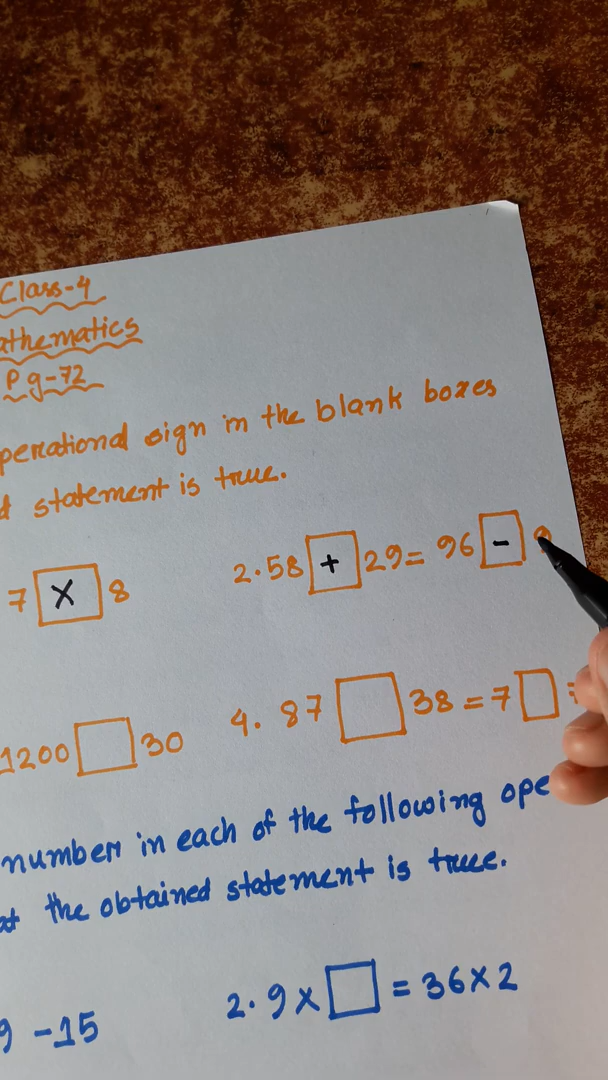 Class-4
athematics
Pg-72
perational sign in the blank boxes
d statement is true.
7 × 8
2. 58 + 29 = 96 - 9
1200 □ 30
4. 87 □ 38 = 7 □
number in each of the following ope
at the obtained statement is true.
9 - 15
2. 9 × □ = 36 × 2